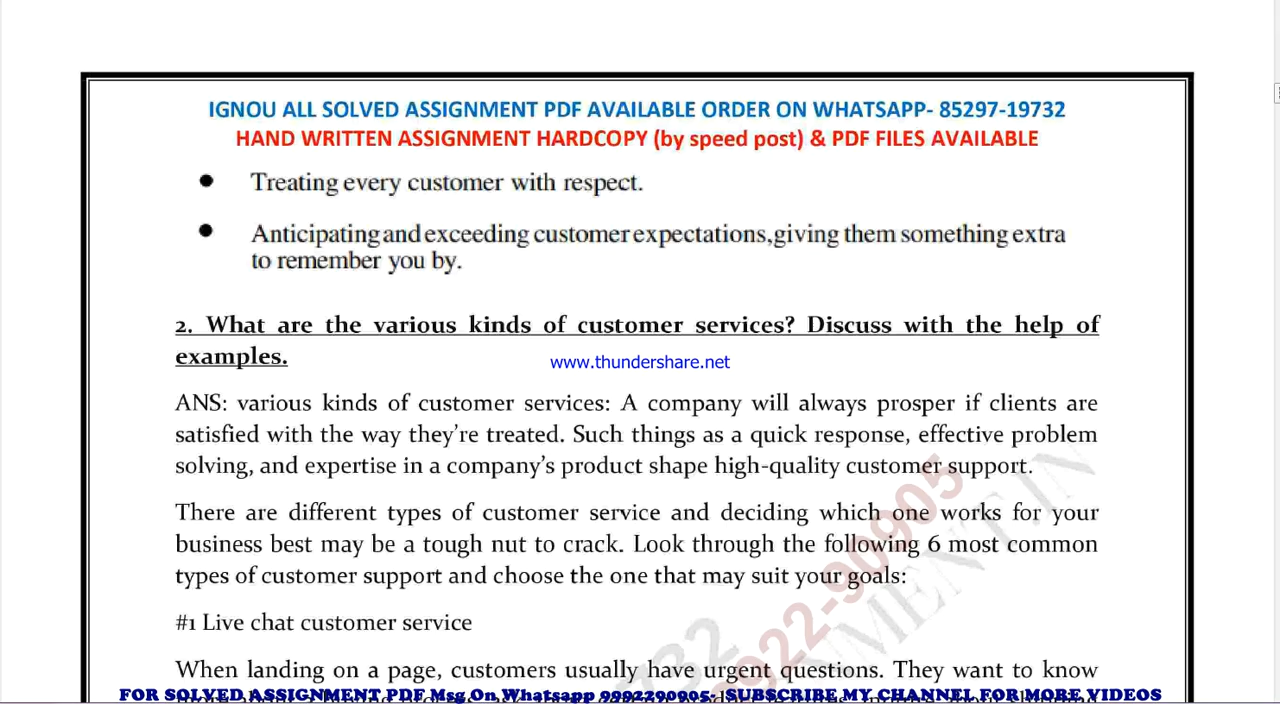 IGNOU ALL SOLVED ASSIGNMENT PDF AVAILABLE ORDER ON WHATSAPP- 85297-19732
HAND WRITTEN ASSIGNMENT HARDCOPY (by speed post) & PDF FILES AVAILABLE
● Treating every customer with respect.
● Anticipating and exceeding customer expectations, giving them something extra
to remember you by.
2. What are the various kinds of customer services? Discuss with the help of
examples.
www.thundershare.net
ANS: various kinds of customer services: A company will always prosper if clients are
satisfied with the way they're treated. Such things as a quick response, effective problem
solving, and expertise in a company's product shape high-quality customer support.
There are different types of customer service and deciding which one works for your
business best may be a tough nut to crack. Look through the following 6 most common
types of customer support and choose the one that may suit your goals:
#1 Live chat customer service
When landing on a page, customers usually have urgent questions. They want to know
FOR SOLVED ASSIGNMENT PDF Msg On Whatsapp 9992290905- SUBSCRIBE MY CHANNEL FOR MORE VIDEOS